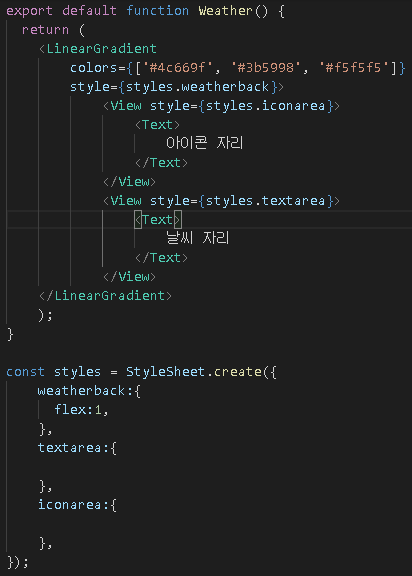 export default function Weather() {
  return (
    <LinearGradient
        colors={["#4c669f", "#3b5998", "#f5f5f5"]}
        style={styles.weatherback}>
            <View style={styles.iconarea}>
                <Text>
                    아이콘 자리
                </Text>
            </View>
            <View style={styles.textarea}>
                <Text>
                    날씨 자리
                </Text>
            </View>
    </LinearGradient>
    );
}

const styles = StyleSheet.create({
    weatherback:{
      flex:1,
    },
    textarea:{

    },
    iconarea:{

    },
});